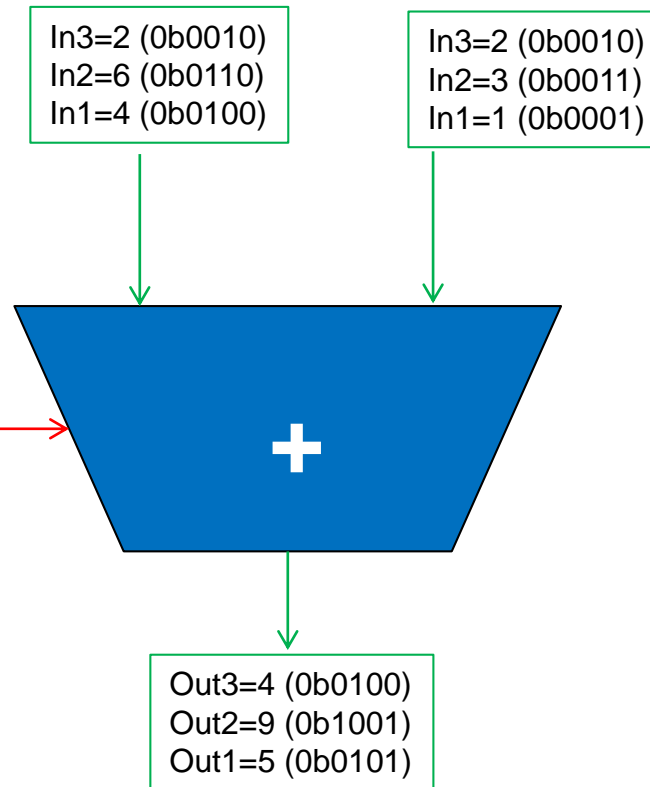 In3=2 (0b0010)
In2=6 (0b0110)
In1=4 (0b0100)
In3=2 (0b0010)
In2=3 (0b0011)
In1=1 (0b0001)
+
Out3=4 (0b0100)
Out2=9 (0b1001)
Out1=5 (0b0101)